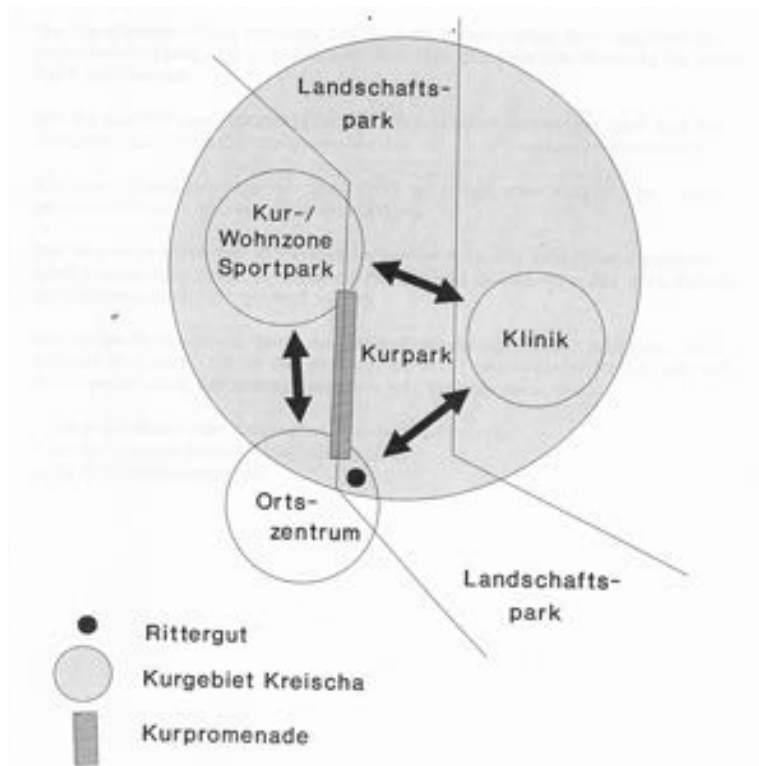 Landschafts-
park
Kur-/
Wohnzone
Sportpark
Kurpark
Klinik
Orts-
zentrum
Landschafts-
park
Rittergut
Kurgebiet Kreischa
Kurpromenade